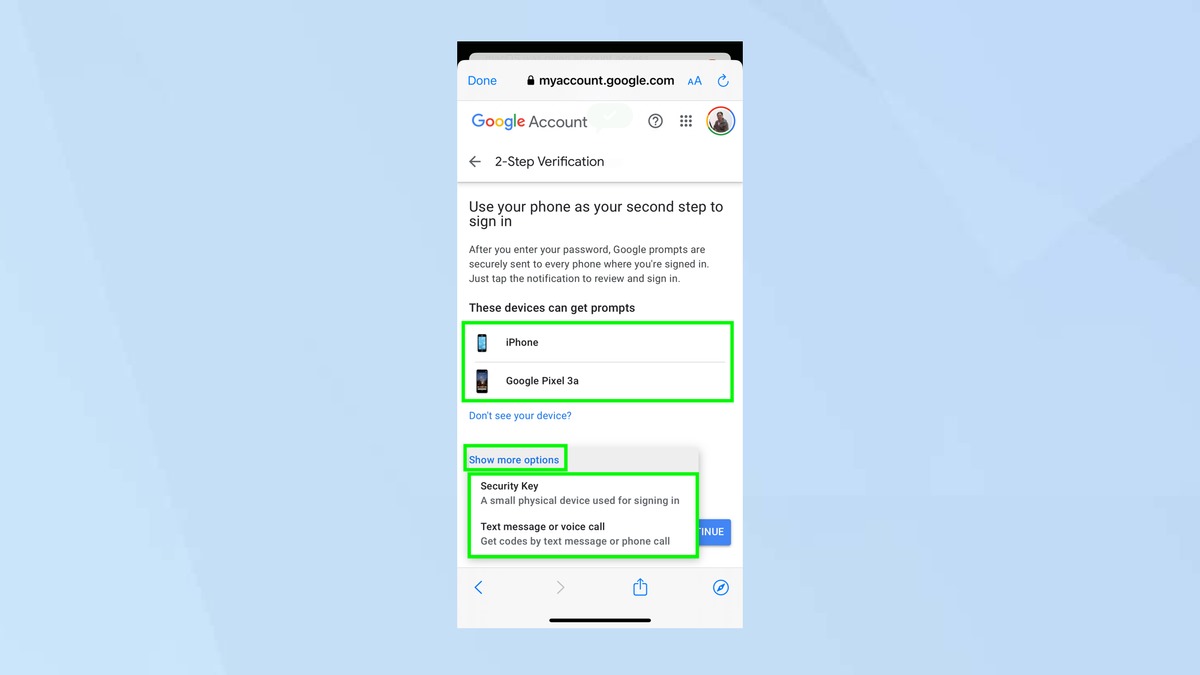 Done
myaccount.google.com
AA
Google Account
2-Step Verification
Use your phone as your second step to
sign in
After you enter your password, Google prompts are
securely sent to every phone where you're signed in.
Just tap the notification to review and sign in.
These devices can get prompts
iPhone
Google Pixel 3a
Don't see your device?
Show more options
Security Key
A small physical device used for signing in
Text message or voice call
Get codes by text message or phone call